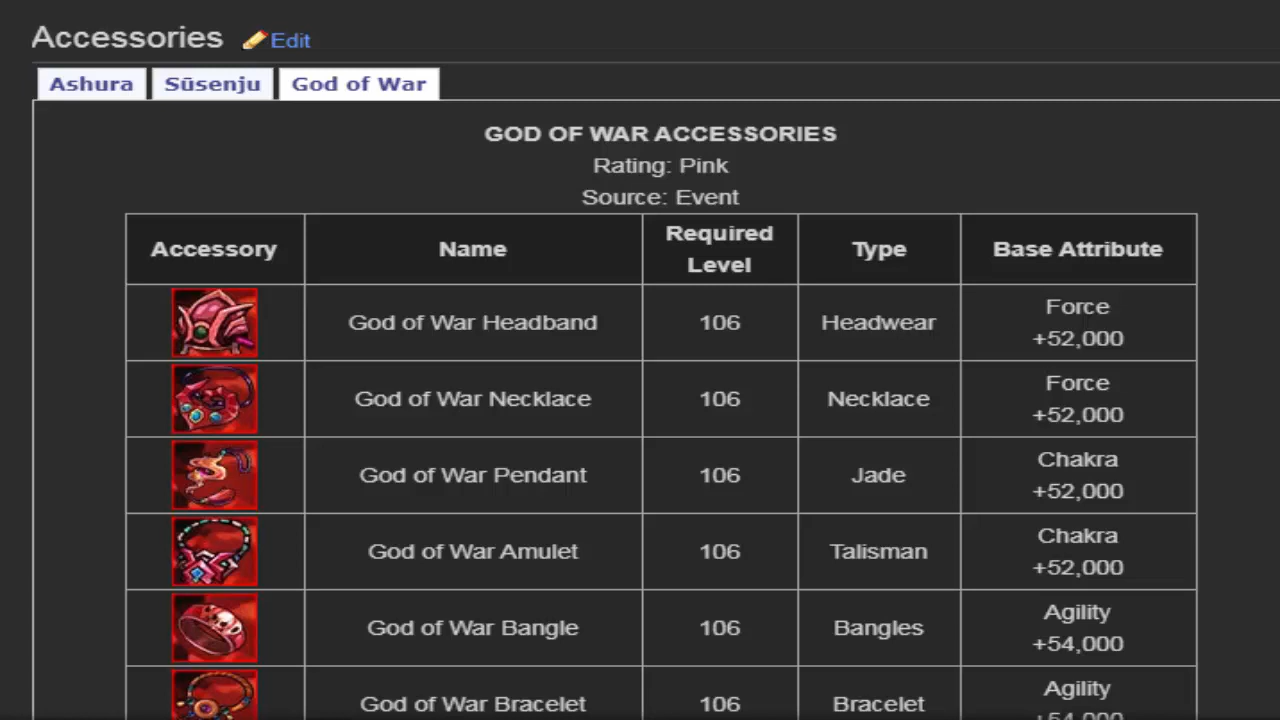 Accessories Edit
Ashura Sūsenju God of War
GOD OF WAR ACCESSORIES
Rating: Pink
Source: Event
Accessory Name Required Level Type Base Attribute
God of War Headband 106 Headwear Force +52,000
God of War Necklace 106 Necklace Force +52,000
God of War Pendant 106 Jade Chakra +52,000
God of War Amulet 106 Talisman Chakra +52,000
God of War Bangle 106 Bangles Agility +54,000
God of War Bracelet 106 Bracelet Agility +54,000